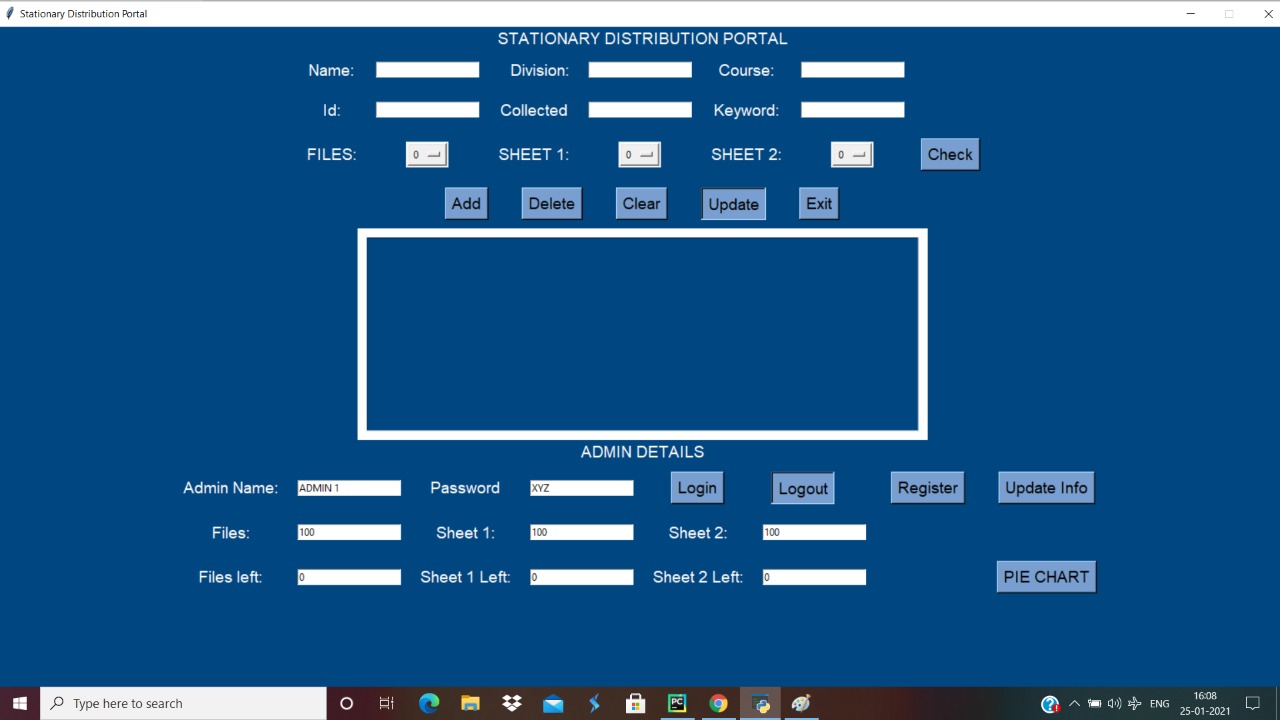 Stationary Distribution Portal
STATIONARY DISTRIBUTION PORTAL
Name: Division: Course:
Id: Collected Keyword:
FILES: 0 SHEET 1: 0 SHEET 2: 0 Check
Add Delete Clear Update Exit
ADMIN DETAILS
Admin Name: ADMIN 1 Password XYZ Login Logout Register Update Info
Files: 100 Sheet 1: 100 Sheet 2: 100
Files left: 0 Sheet 1 Left: 0 Sheet 2 Left: 0 PIE CHART
Type here to search PC ENG 16:08
25-01-2021